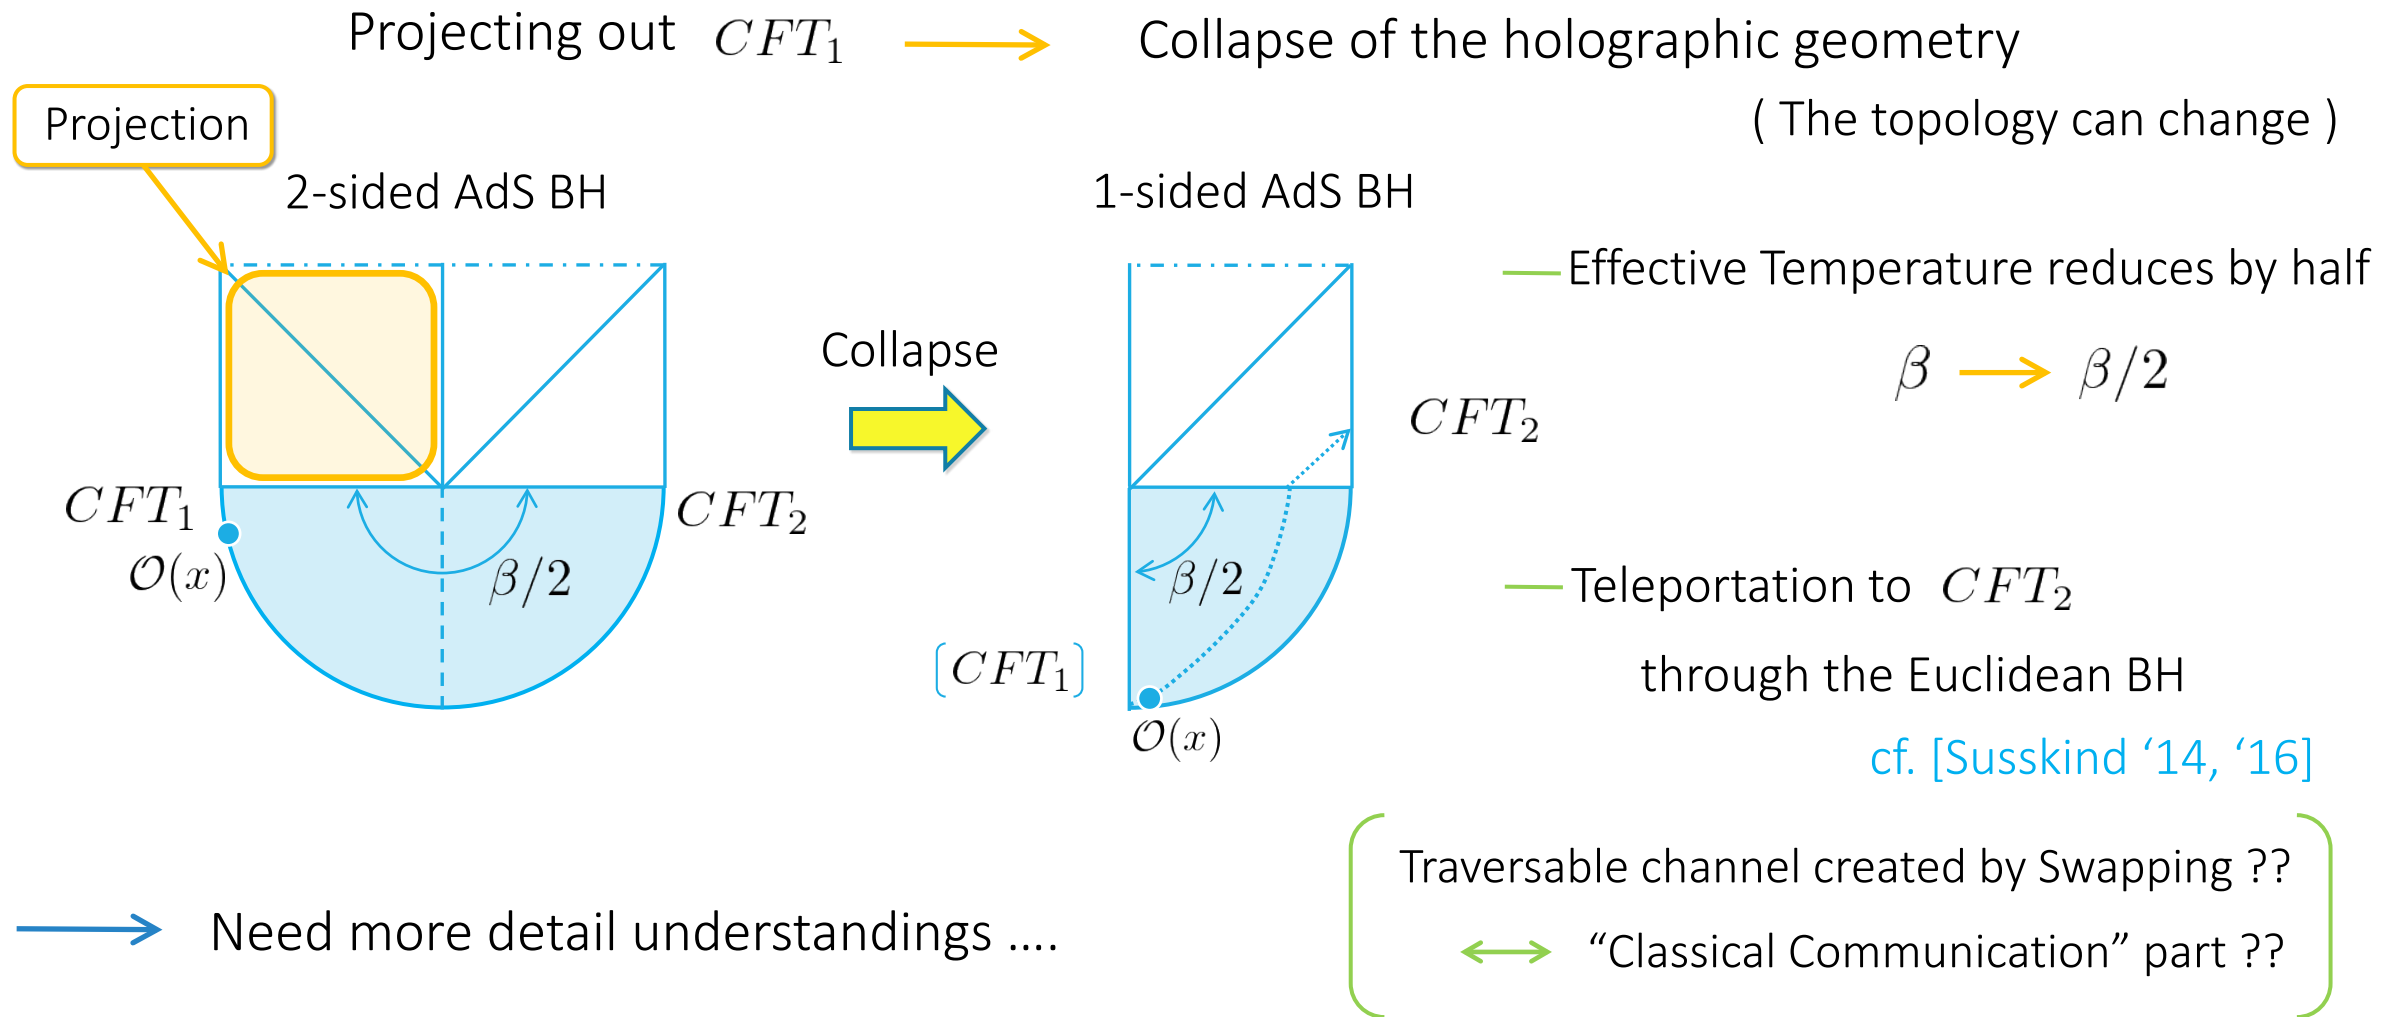 Projecting out CFT₁ → Collapse of the holographic geometry
( The topology can change )
Projection
2-sided AdS BH
1-sided AdS BH
Effective Temperature reduces by half
Collapse
β → β/2
CFT₂
CFT₁
CFT₂
O(x)
β/2
β/2
Teleportation to CFT₂
[CFT₁]
through the Euclidean BH
O(x)
cf. [Susskind ‘14, ‘16]
Traversable channel created by Swapping ??
Need more detail understandings ....
“Classical Communication” part ??